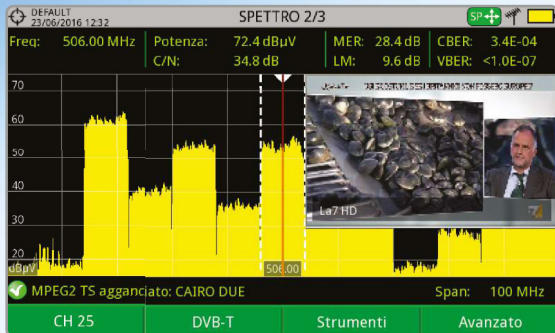 DEFAULT
23/06/2016 12:32
SPETTRO 2/3
SP
Freq: 506.00 MHz
Potenza: 72.4 dBµV
C/N: 34.8 dB
MER: 28.4 dB
LM: 9.6 dB
CBER: 3.4E-04
VBER: <1.0E-07
70
60
50
40
30
20
dBµV
506.00
La7 HD
MPEG2 TS agganciato: CAIRO DUE
Span: 100 MHz
CH 25
DVB-T
Strumenti
Avanzato